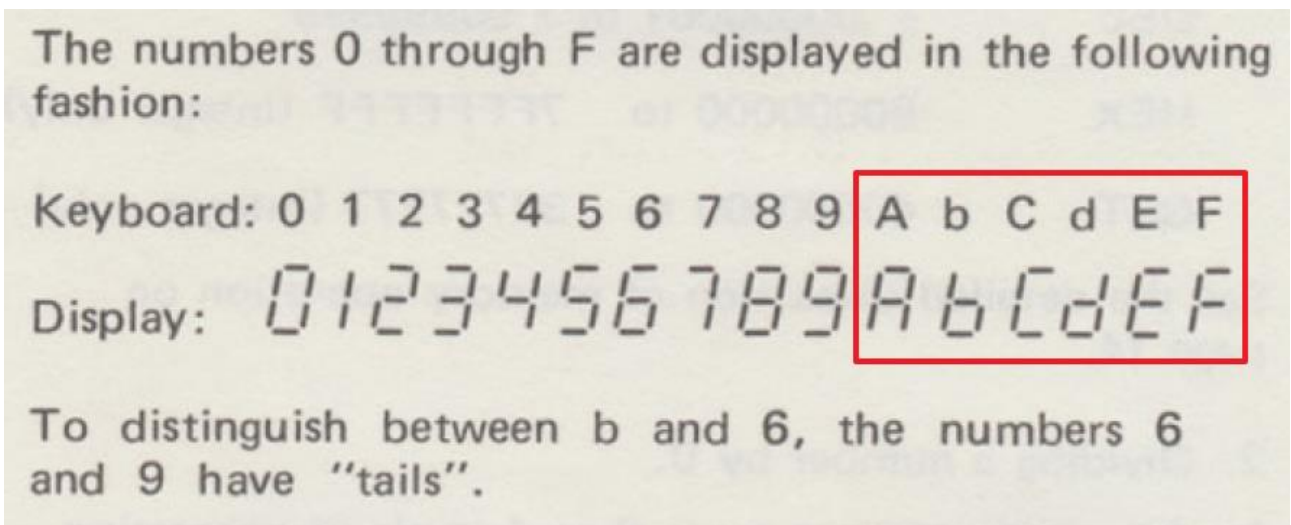 The numbers 0 through F are displayed in the following
fashion:
Keyboard: 0 1 2 3 4 5 6 7 8 9 A b C d E F
Display: 0 1 2 3 4 5 6 7 8 9 A b C d E F
To distinguish between b and 6, the numbers 6
and 9 have "tails".